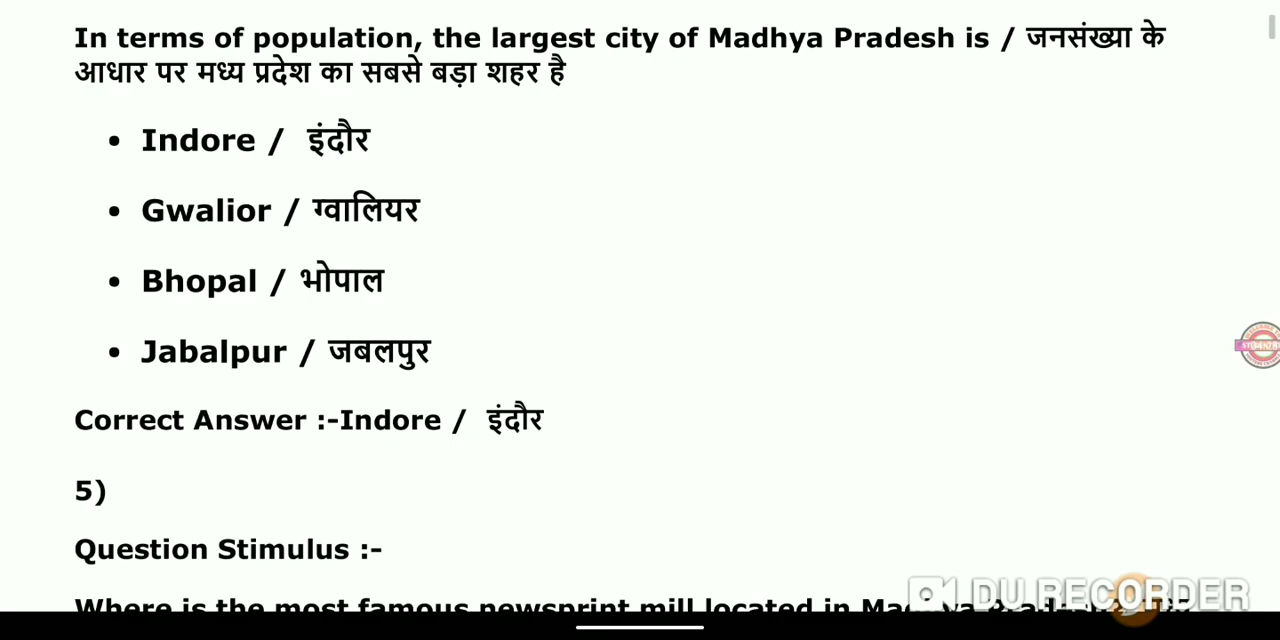 In terms of population, the largest city of Madhya Pradesh is / जनसंख्या के
आधार पर मध्य प्रदेश का सबसे बड़ा शहर है
• Indore / इंदौर
• Gwalior / ग्वालियर
• Bhopal / भोपाल
• Jabalpur / जबलपुर
Correct Answer :-Indore / इंदौर
5)
Question Stimulus :-
Where is the most famous newsprint mill located in Madhya Pradesh
DU RECORDER